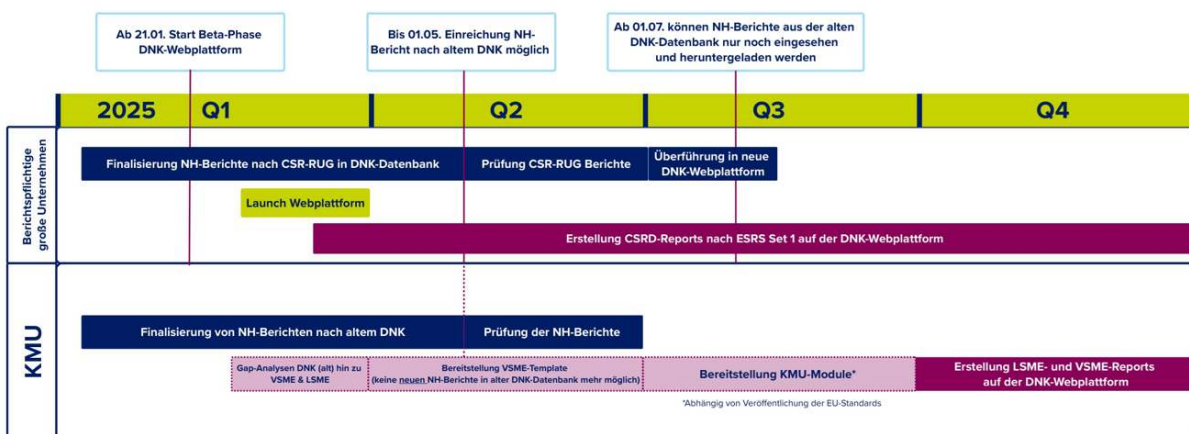 Ab 21.01. Start Beta-Phase
DNK-Webplattform
Bis 01.05. Einreichung NH-
Bericht nach altem DNK möglich
Ab 01.07. können NH-Berichte aus der alten
DNK-Datenbank nur noch eingesehen
und heruntergeladen werden
2025 Q1 Q2 Q3 Q4
Berichtspflichtige
große Unternehmen
Finalisierung NH-Berichte nach CSR-RUG in DNK-Datenbank
Prüfung CSR-RUG Berichte
Überführung in neue
DNK-Webplattform
Launch Webplattform
Erstellung CSRD-Reports nach ESRS Set 1 auf der DNK-Webplattform
KMU
Finalisierung von NH-Berichten nach altem DNK
Prüfung der NH-Berichte
Gap-Analysen DNK (alt) hin zu
VSME & LSME
Bereitstellung VSME-Template
(keine neuen NH-Berichte in alter DNK-Datenbank mehr möglich)
Bereitstellung KMU-Module*
Erstellung LSME- und VSME-Reports
auf der DNK-Webplattform
*Abhängig von Veröffentlichung der EU-Standards